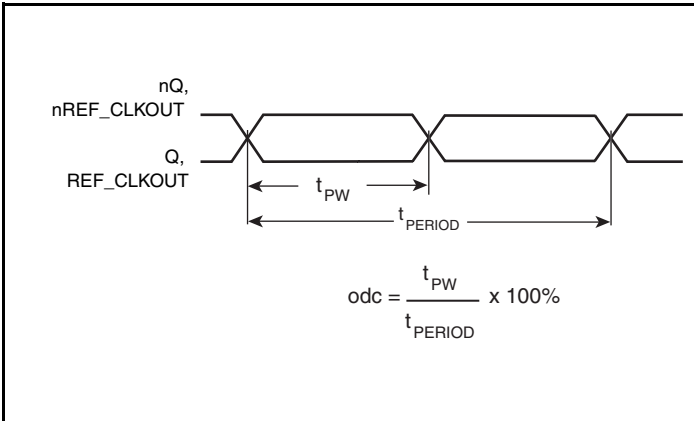 nQ,
nREF_CLKOUT
Q,
REF_CLKOUT
tPW
tPERIOD
odc = tPW
tPERIOD x 100%